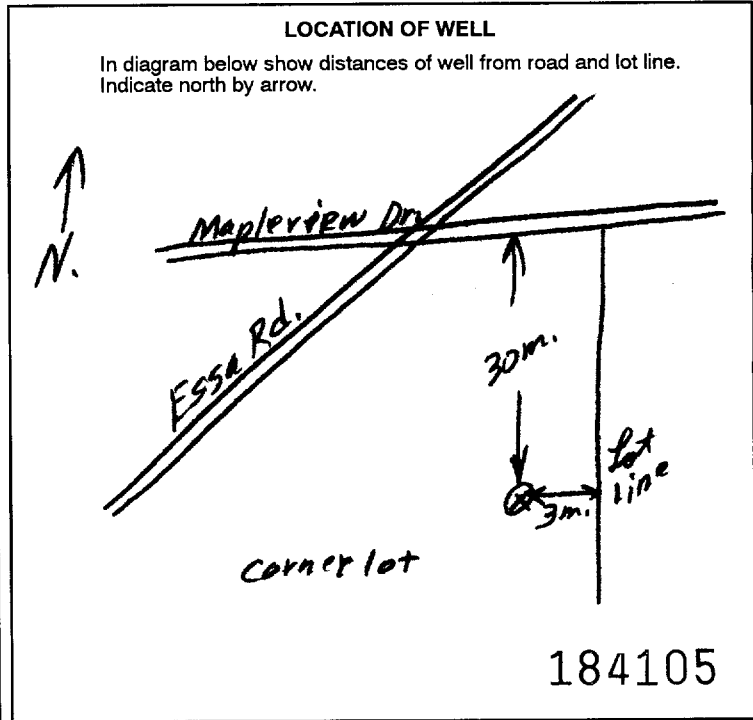 LOCATION OF WELL
In diagram below show distances of well from road and lot line.
Indicate north by arrow.
N.
Mapleview Dr.
Essa Rd.
30m.
Lot
line
3m.
Corner lot
184105